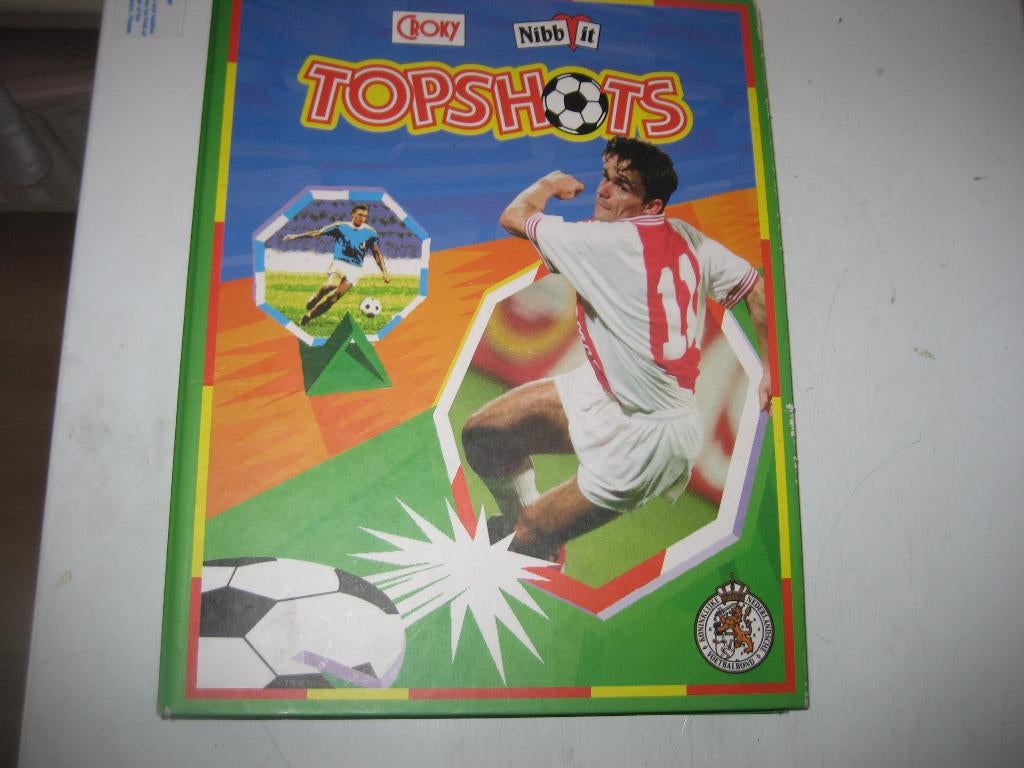 CROKY
Nibb it
TOPSHOTS
11
KONINKLIJKE NEDERLANDSCHE
VOETBALBOND